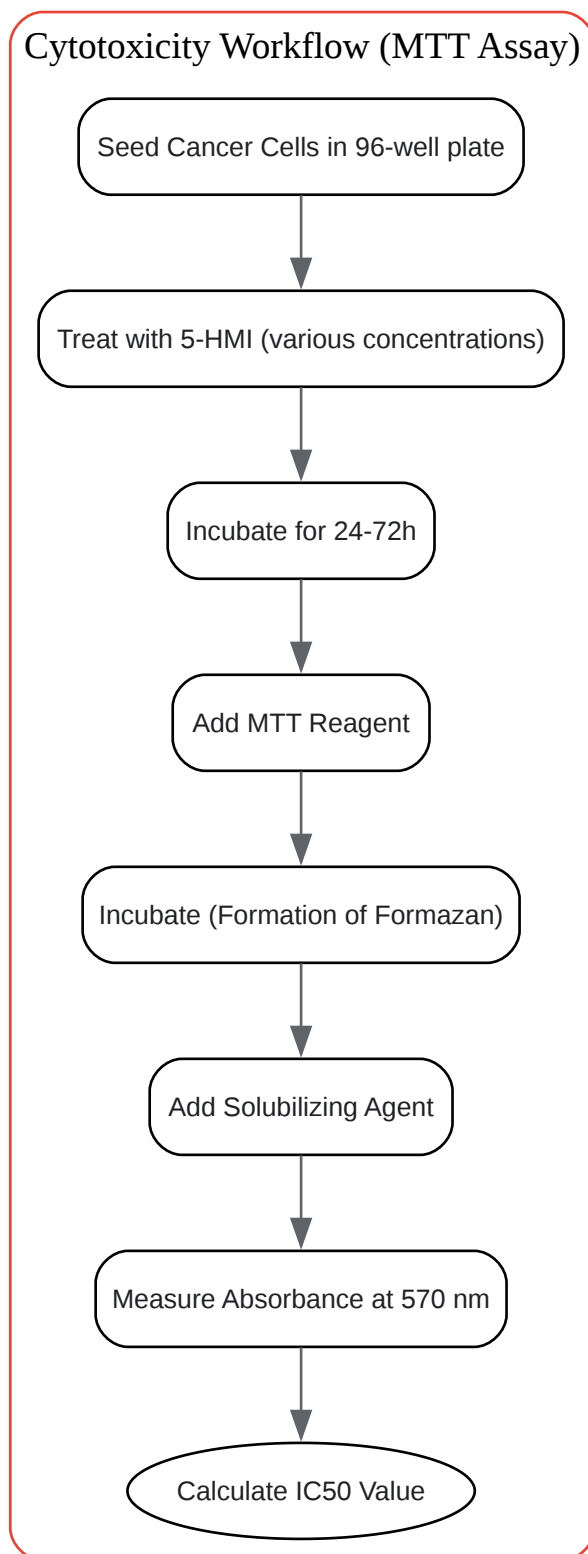 Cytotoxicity Workflow (MTT Assay)
Seed Cancer Cells in 96-well plate
Treat with 5-HMI (various concentrations)
Incubate for 24-72h
Add MTT Reagent
Incubate (Formation of Formazan)
Add Solubilizing Agent
Measure Absorbance at 570 nm
Calculate IC50 Value